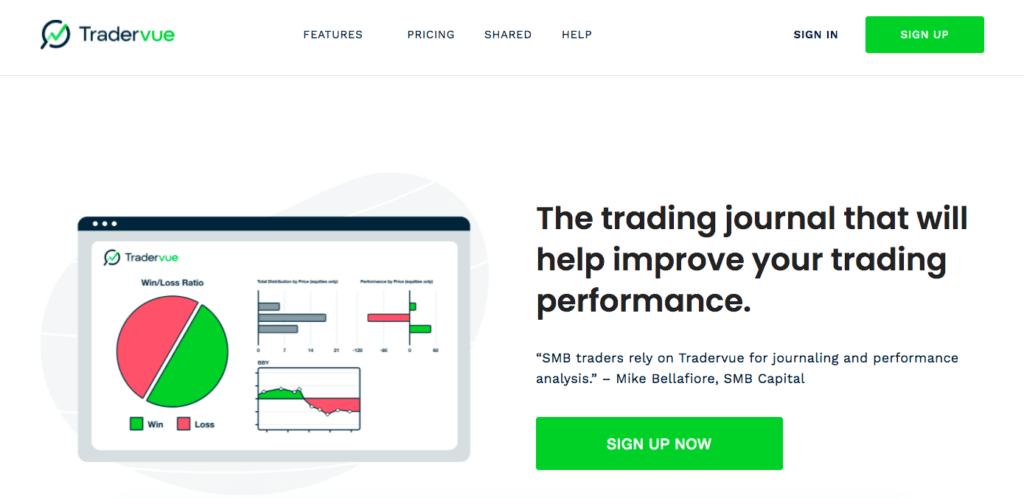 Tradervue
FEATURES
PRICING
SHARED
HELP
SIGN IN
SIGN UP
Tradervue
Win/Loss Ratio
Win
Loss
Total Distribution by Price (equities only)
0 7 14 21
Performance by Price (equities only)
-120 -60 0 60
BBY
The trading journal that will
help improve your trading
performance.
“SMB traders rely on Tradervue for journaling and performance
analysis.” – Mike Bellafiore, SMB Capital
SIGN UP NOW